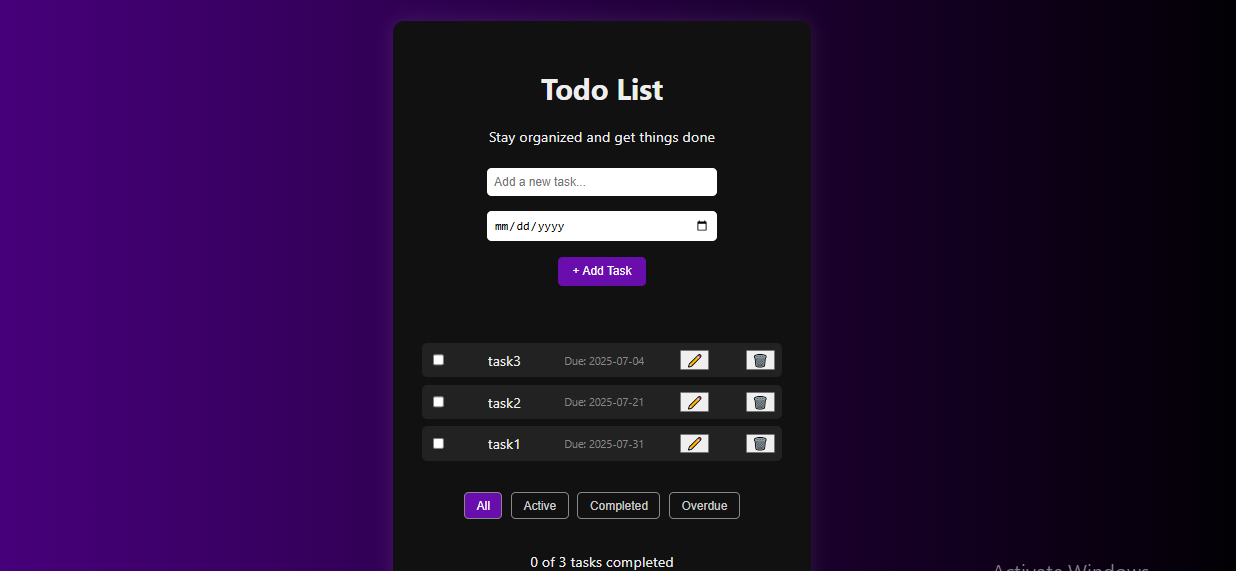 Todo List
Stay organized and get things done
Add a new task...
mm/dd/yyyy
+ Add Task
task3 Due: 2025-07-04
task2 Due: 2025-07-21
task1 Due: 2025-07-31
All Active Completed Overdue
0 of 3 tasks completed
Activate Windows